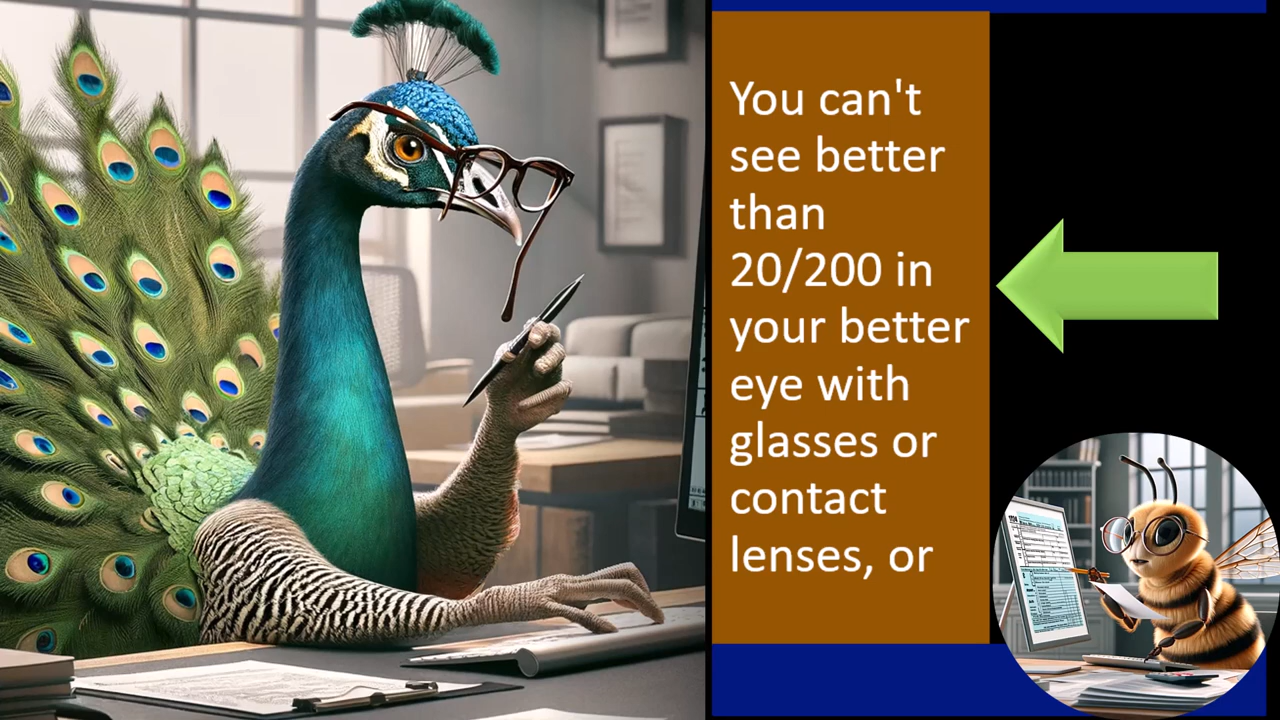 You can't
see better
than
20/200 in
your better
eye with
glasses or
contact
lenses, or